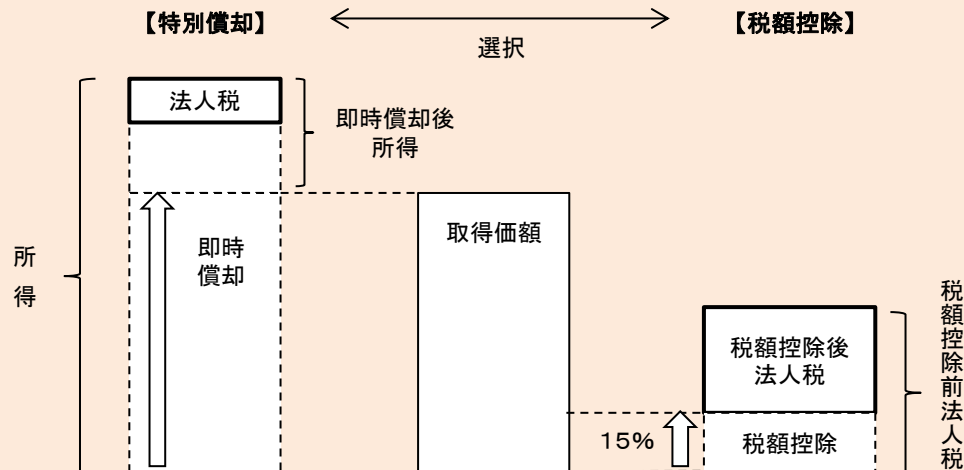 【特別償却】
選択
【税額控除】
法人税
即時償却後
所得
取得価額
即時
償却
所
得
税額控除後
法人税
15%
税額控除
税額控除前法人税